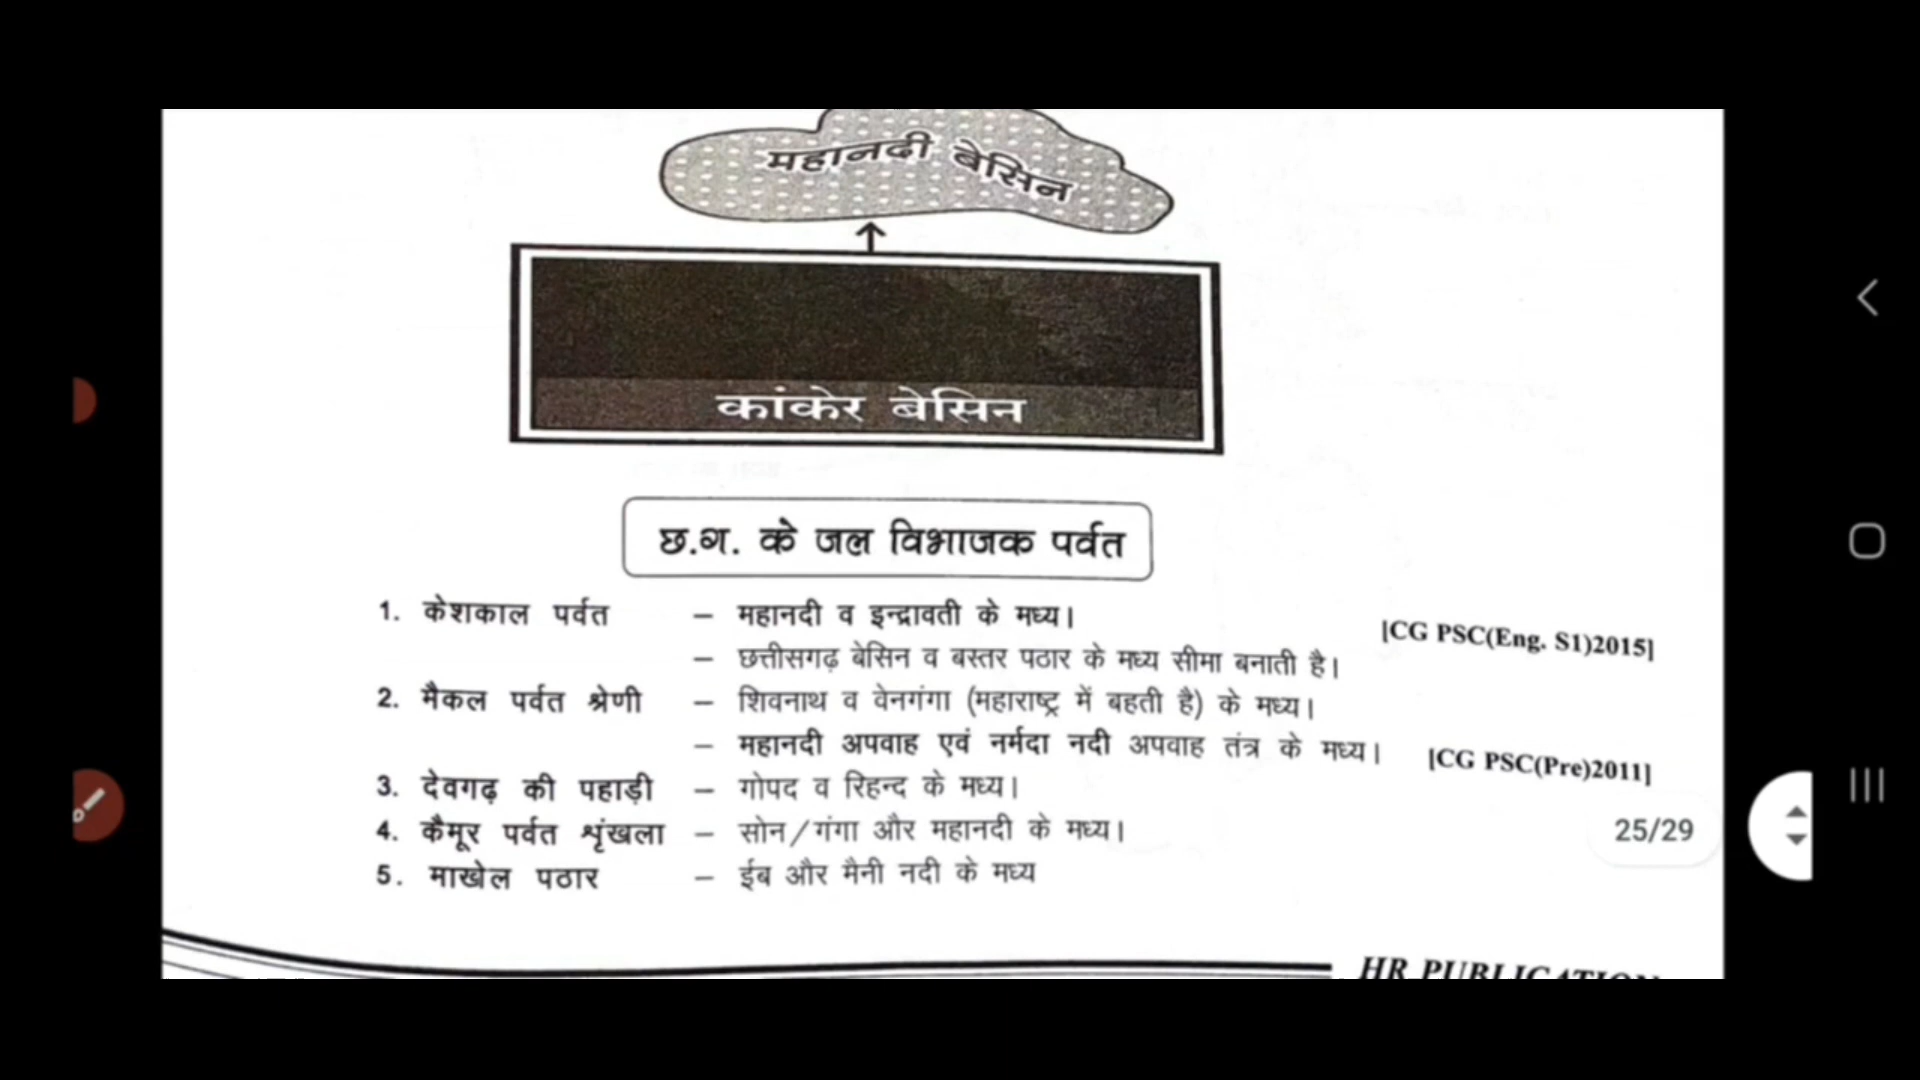 महानदी बेसिन
कांकेर बेसिन
छ.ग. के जल विभाजक पर्वत
1. केशकाल पर्वत – महानदी व इन्द्रावती के मध्य। [CG PSC(Eng. S1)2015]
– छत्तीसगढ़ बेसिन व बस्तर पठार के मध्य सीमा बनाती है।
2. मैकल पर्वत श्रेणी – शिवनाथ व वेनगंगा (महाराष्ट्र में बहती है) के मध्य।
– महानदी अपवाह एवं नर्मदा नदी अपवाह तंत्र के मध्य। [CG PSC(Pre)2011]
3. देवगढ़ की पहाड़ी – गोपद व रिहन्द के मध्य।
4. कैमूर पर्वत श्रृंखला – सोन/गंगा और महानदी के मध्य।
25/29
5. माखेल पठार – ईब और मैनी नदी के मध्य
HR PUBLICATION